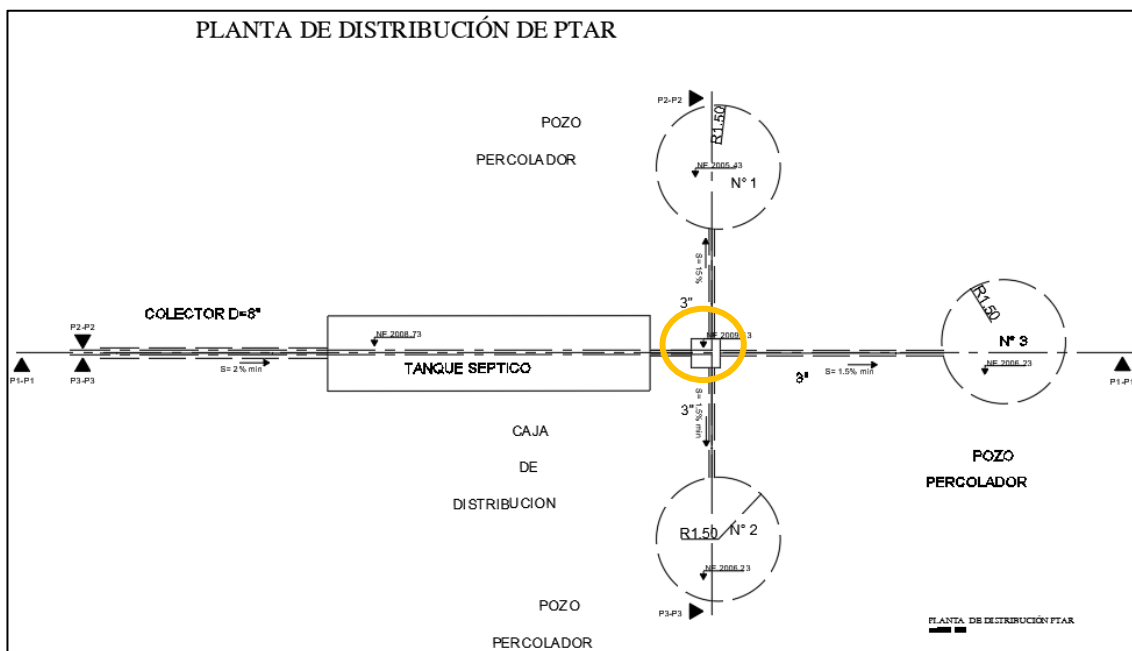 PLANTA DE DISTRIBUCIÓN DE PTAR
P2-P2
R1.50
POZO
PERCOLADOR
NF 2005.43
N° 1
S= 15%
3"
COLECTOR D=8"
P2-P2
P1-P1
P3-P3
S= 2% min
NF 2008.73
TANQUE SEPTICO
NF 2009.
3"
S= 1.5% min
3"
S= 1.5% min
R1.50
N° 3
NF 2006.23
P1-P1
CAJA
DE
DISTRIBUCION
POZO
PERCOLADOR
R1.50
N° 2
NF 2006.23
P3-P3
POZO
PERCOLADOR
PLANTA DE DISTRIBUCIÓN PTAR